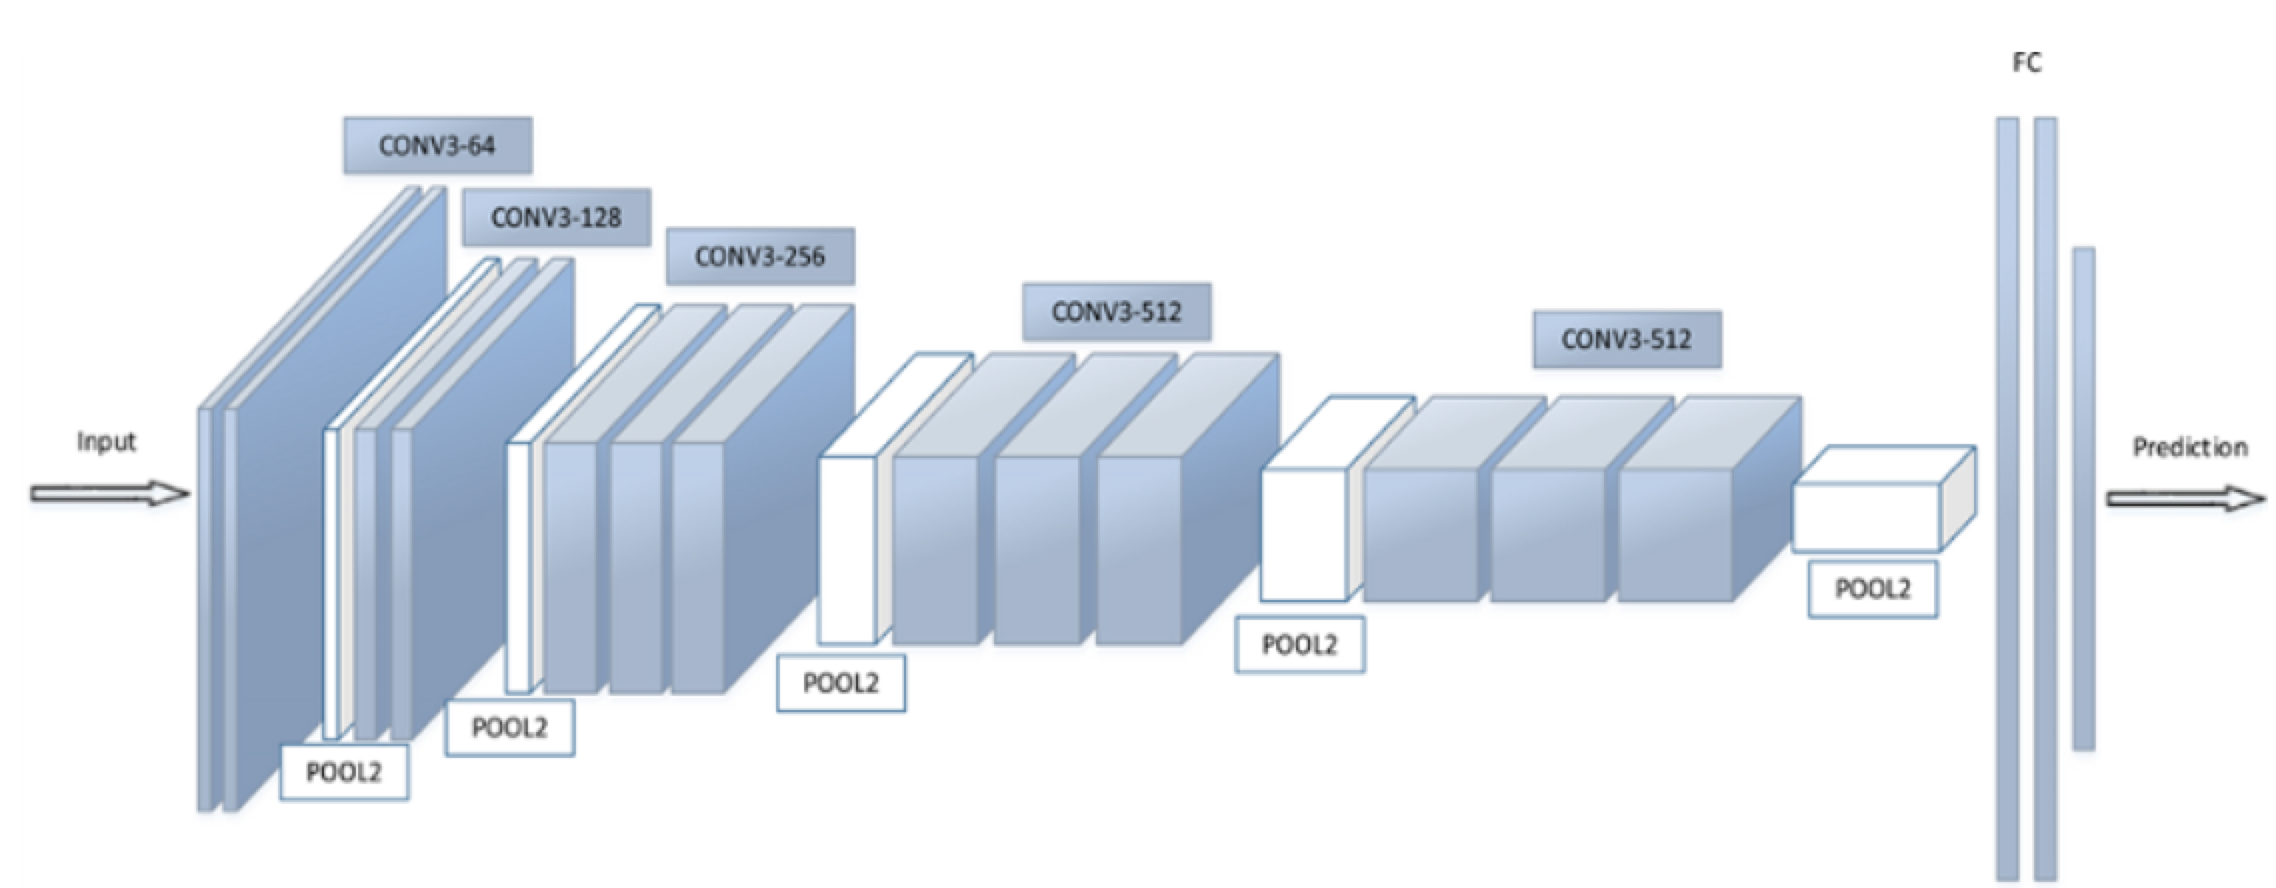 FC
CONV3-64
CONV3-128
CONV3-256
CONV3-512
CONV3-512
Input
Prediction
POOL2
POOL2
POOL2
POOL2
POOL2